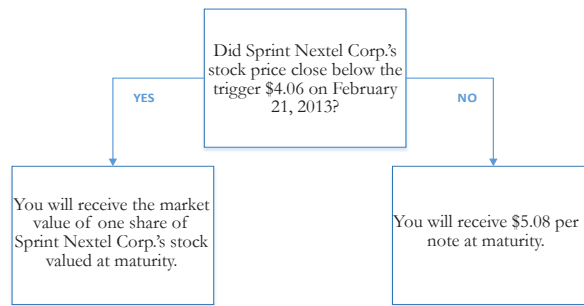 Did Sprint Nextel Corp.'s
stock price close below the
trigger $4.06 on February
21, 2013?
YES
NO
You will receive the market
value of one share of
Sprint Nextel Corp.'s stock
valued at maturity.
You will receive $5.08 per
note at maturity.